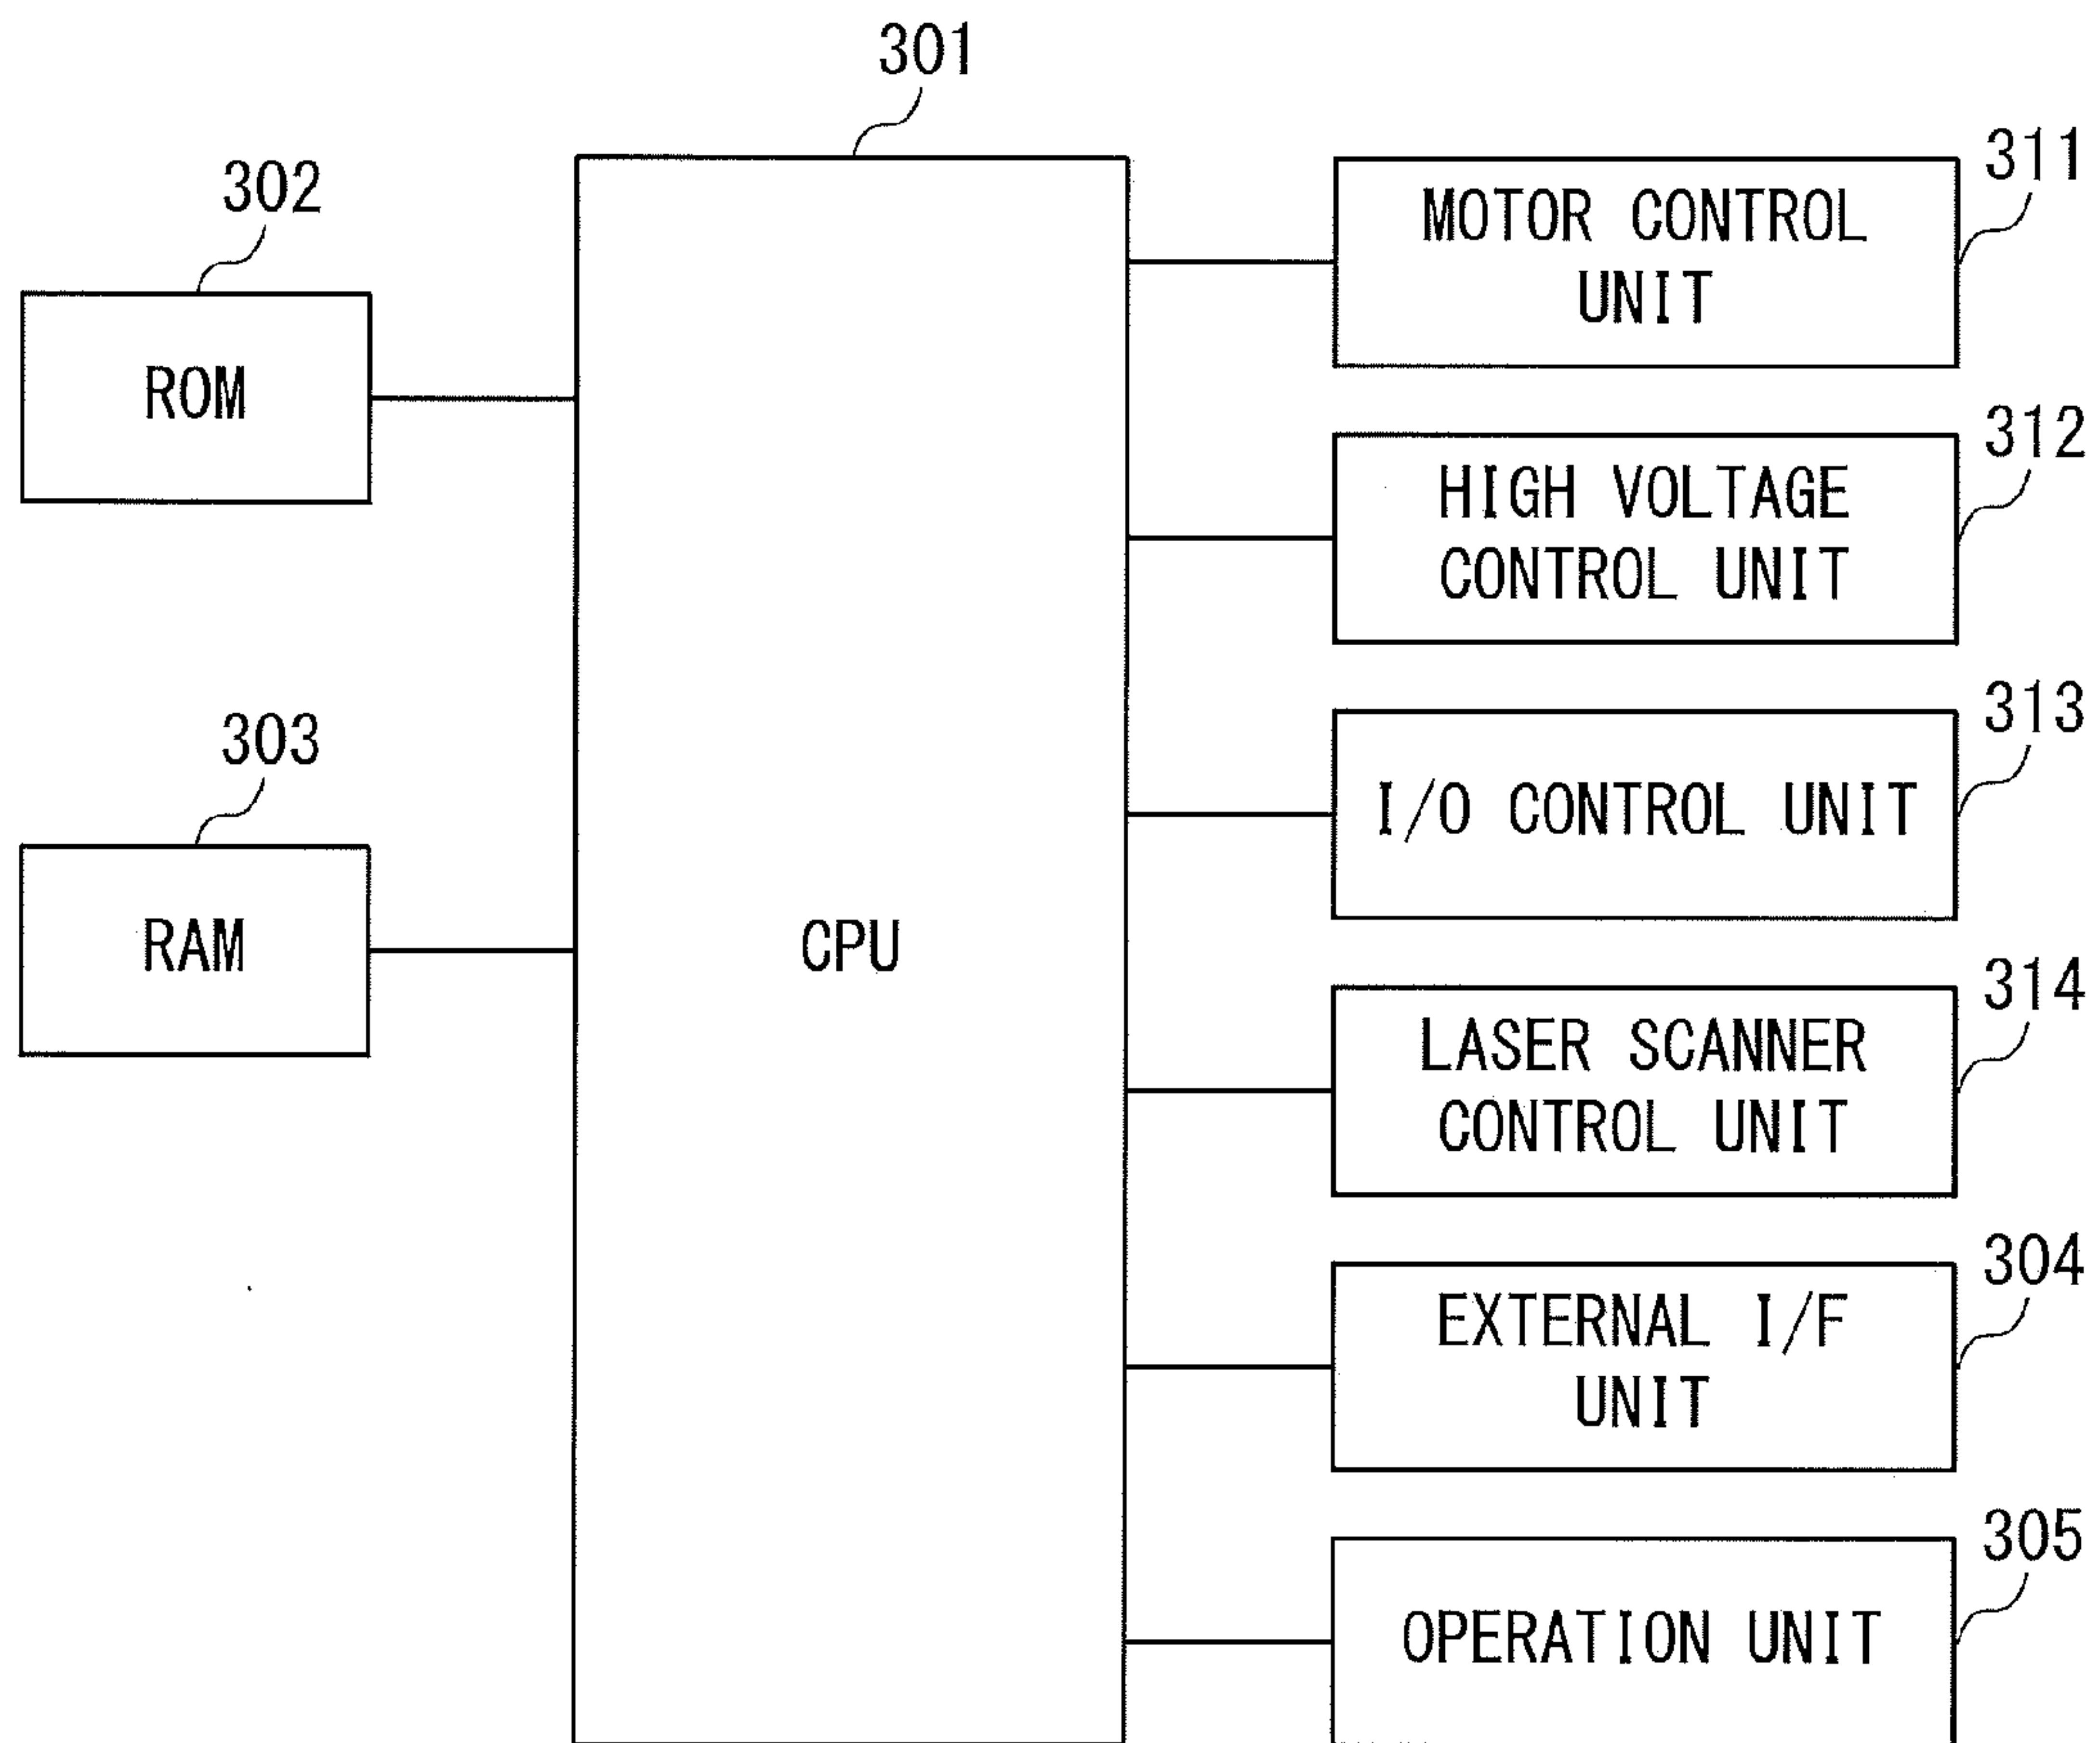 301
302
ROM
303
RAM
CPU
311
MOTOR CONTROL
UNIT
312
HIGH VOLTAGE
CONTROL UNIT
313
I/O CONTROL UNIT
314
LASER SCANNER
CONTROL UNIT
304
EXTERNAL I/F
UNIT
305
OPERATION UNIT